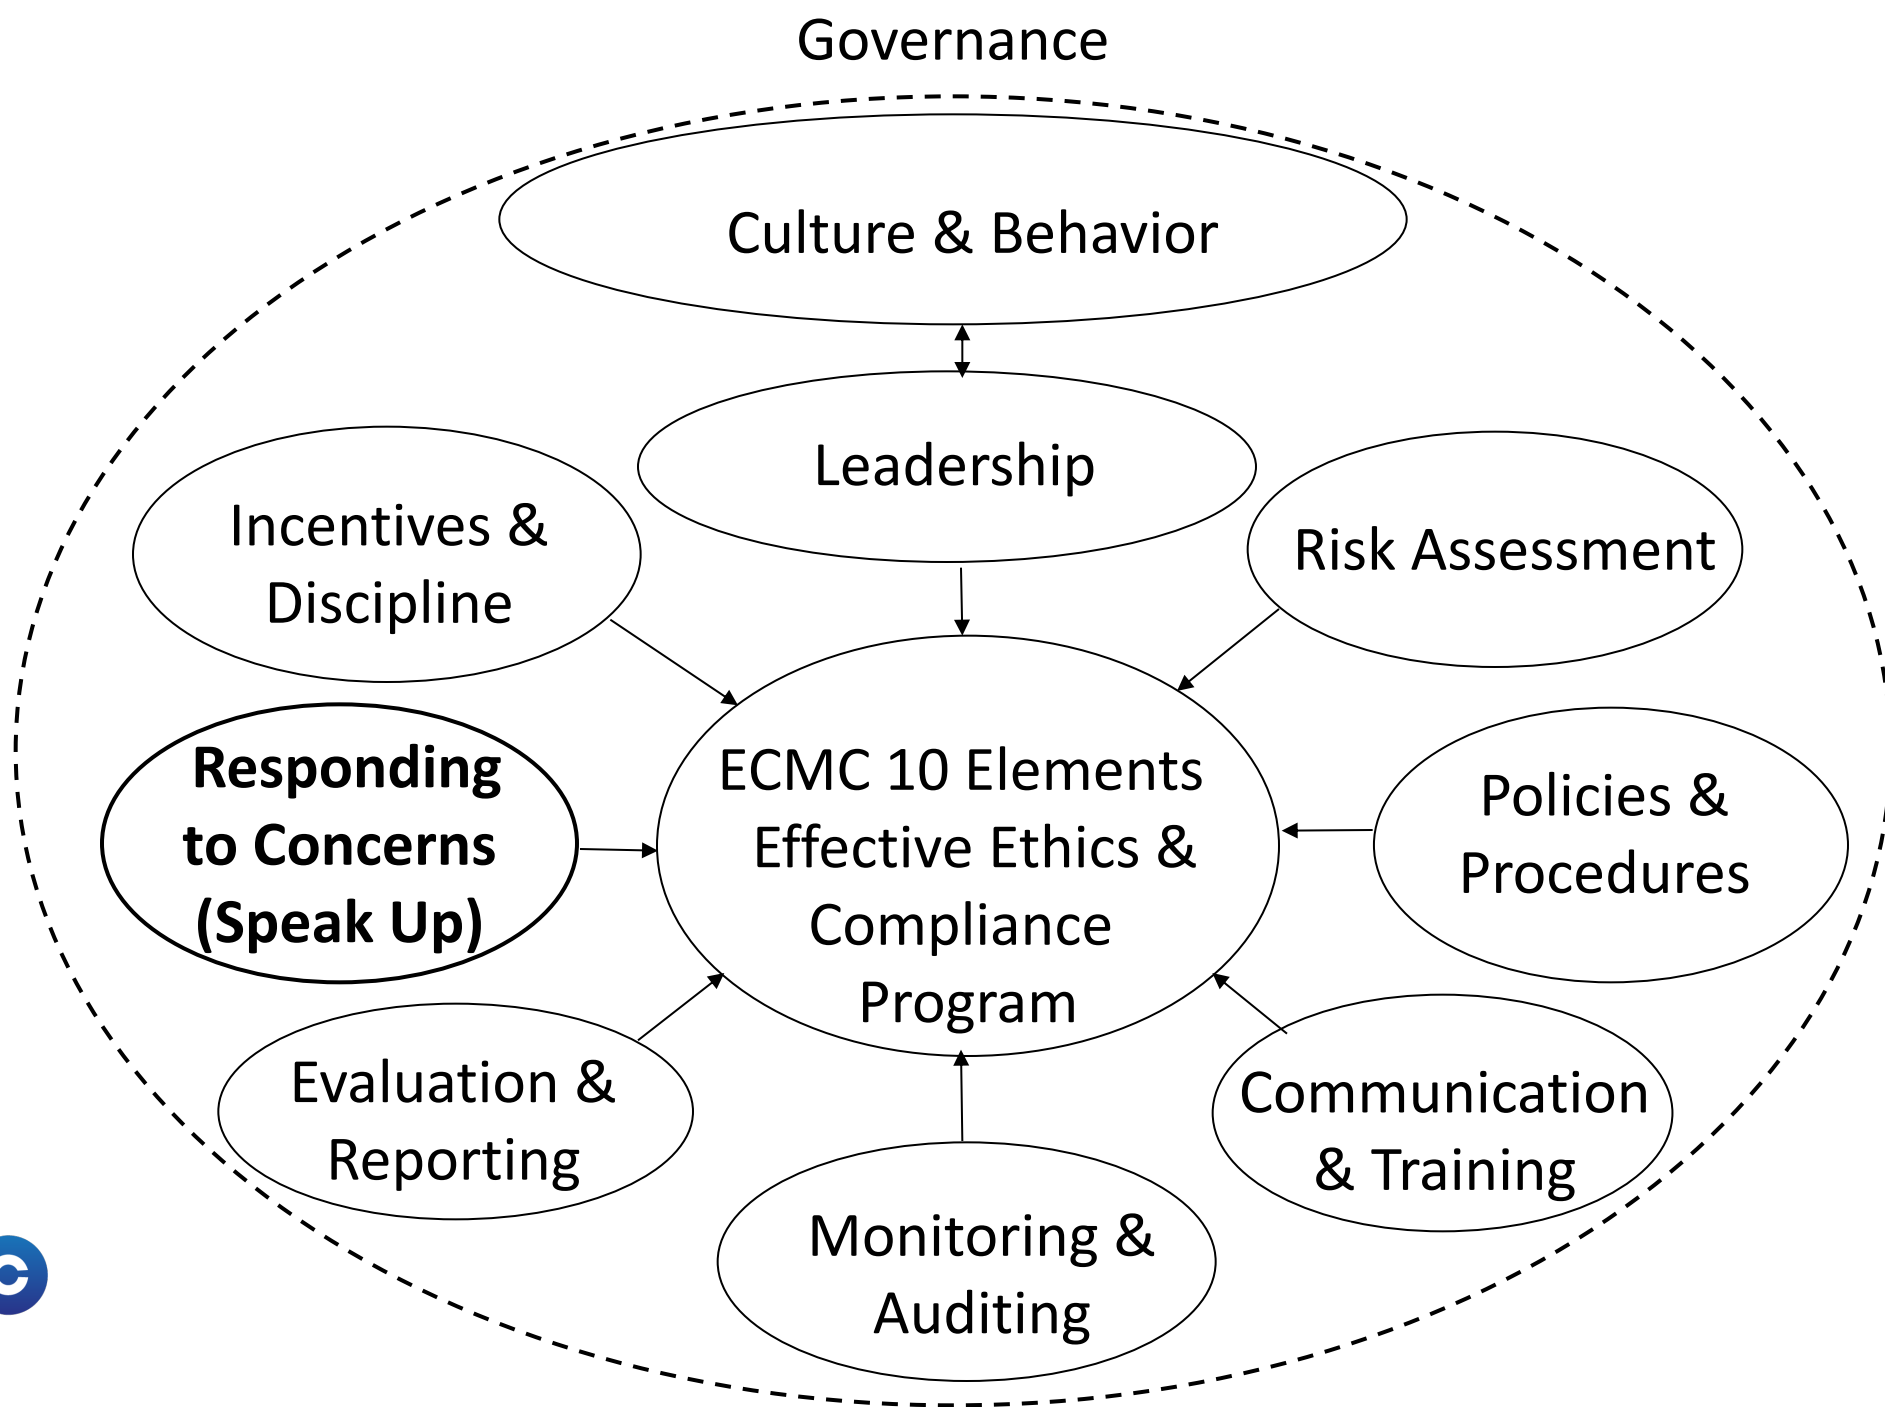 Governance
Culture & Behavior
Leadership
Incentives &
Discipline
Risk Assessment
Responding
to Concerns
(Speak Up)
ECMC 10 Elements
Effective Ethics &
Compliance
Program
Policies &
Procedures
Evaluation &
Reporting
Communication
& Training
Monitoring &
Auditing